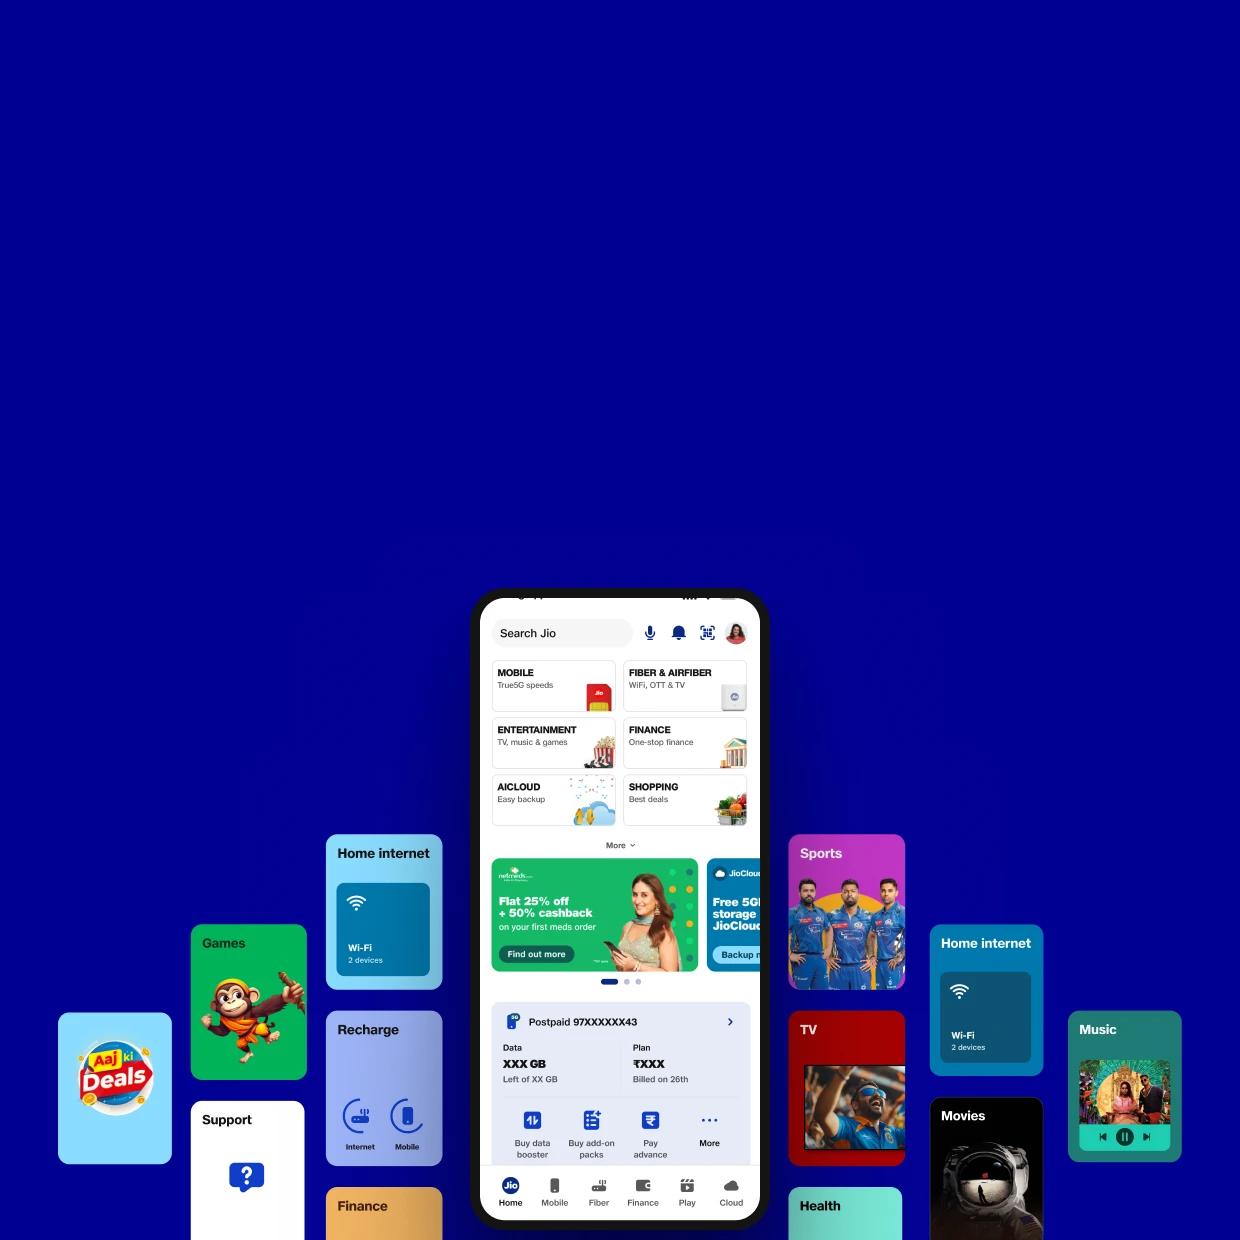 Search Jio
MOBILE
True5G speeds
Jio
FIBER & AIRFIBER
WiFi, OTT & TV
Jio
ENTERTAINMENT
TV, music & games
FINANCE
One-stop finance
AICLOUD
Easy backup
SHOPPING
Best deals
More
netmeds
Flat 25% off
+ 50% cashback
on your first meds order
Find out more
JioCloud
Free 5G
storage
JioCloud
Backup
Postpaid 97XXXXXX43
5G
Data
XXX GB
Left of XX GB
Plan
₹XXX
Billed on 26th
Buy data
booster
Buy add-on
packs
Pay
advance
More
Jio
Home
Mobile
Fiber
Finance
Play
Cloud
Home internet
Wi-Fi
2 devices
Games
Recharge
Internet
Mobile
Aaj ki
Deals
Support
Finance
Sports
Home internet
Wi-Fi
2 devices
TV
Music
Movies
Health